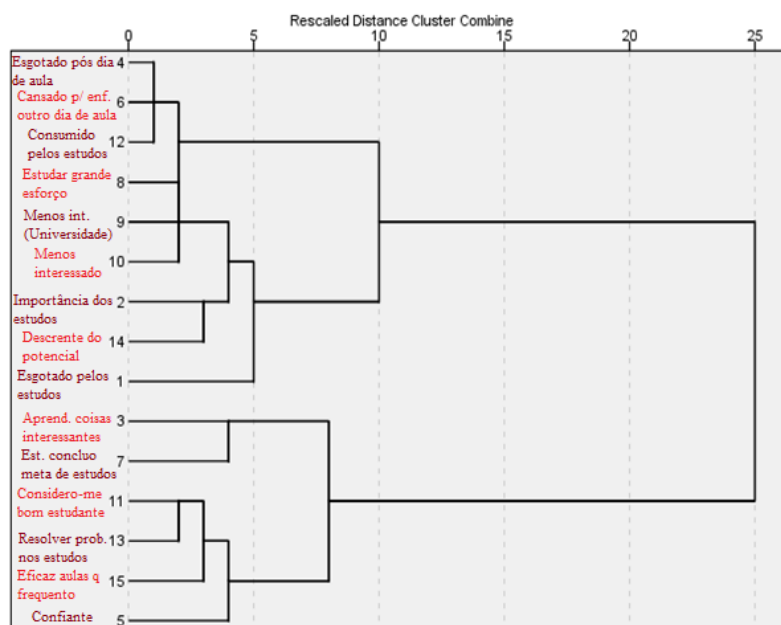 Rescaled Distance Cluster Combine
0 5 10 15 20 25
Esgotado pós dia 4
de aula
Cansado p/ enf. 6
outro dia de aula
Consumido 12
pelos estudos
Estudar grande 8
esforço
Menos int. 9
(Universidade)
Menos 10
interessado
Importância dos 2
estudos
Descrente do 14
potencial
Esgotado pelos 1
estudos
Aprend. coisas 3
interessantes
Est. concluo 7
meta de estudos
Considero-me 11
bom estudante
Resolver prob. 13
nos estudos
Eficaz aulas q 15
frequento
Confiante 5